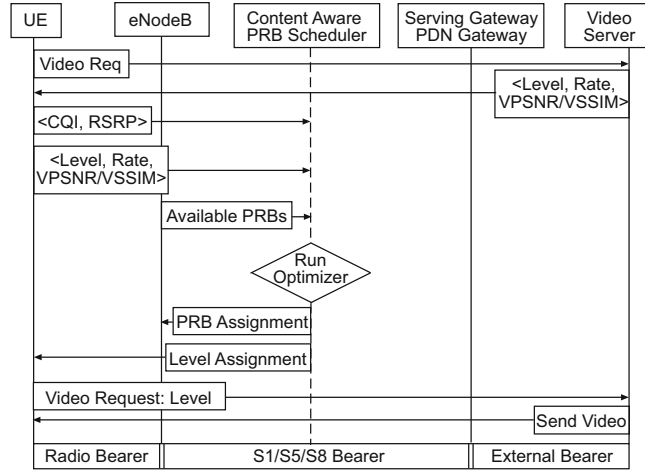 UE
eNodeB
Content Aware
PRB Scheduler
Serving Gateway
PDN Gateway
Video
Server
Video Req
<Level, Rate,
VPSNR/VSSIM>
<CQI, RSRP>
<Level, Rate,
VPSNR/VSSIM>
Available PRBs
Run
Optimizer
PRB Assignment
Level Assignment
Video Request: Level
Send Video
Radio Bearer
S1/S5/S8 Bearer
External Bearer